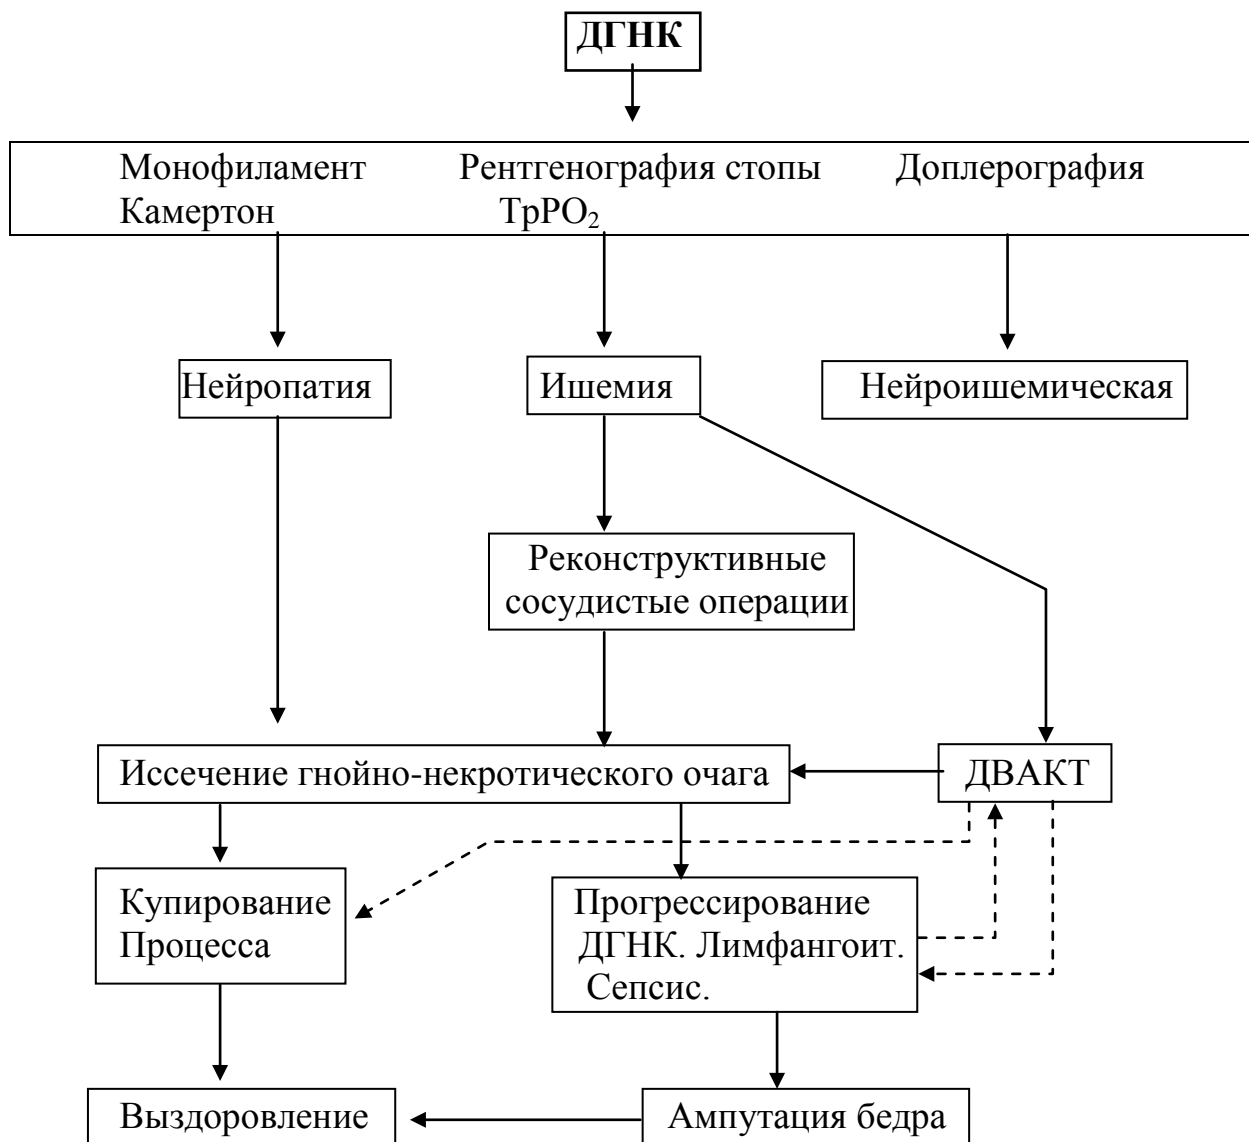 ДГНК
Монофиламент Рентгенография стопы Доплерография
Камертон ТрРО₂
Нейропатия Ишемия Нейроишемическая
Реконструктивные
сосудистые операции
Иссечение гнойно-некротического очага ДВАКТ
Купирование
Процесса
Прогрессирование
ДГНК. Лимфангоит.
Сепсис.
Выздоровление Ампутация бедра